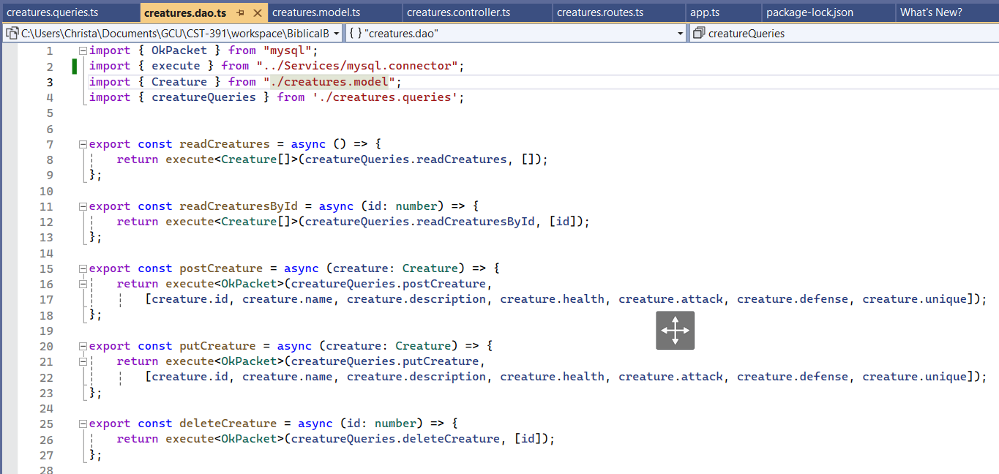 creatures.queries.ts creatures.dao.ts creatures.model.ts creatures.controller.ts creatures.routes.ts app.ts package-lock.json What's New?
C:\Users\Christa\Documents\GCU\CST-391\workspace\BiblicalB { } "creatures.dao" creatureQueries
1 import { OkPacket } from "mysql";
2 import { execute } from "../Services/mysql.connector";
3 import { Creature } from "./creatures.model";
4 import { creatureQueries } from './creatures.queries';
5
6
7 export const readCreatures = async () => {
8     return execute<Creature[]>(creatureQueries.readCreatures, []);
9 };
10
11 export const readCreaturesById = async (id: number) => {
12     return execute<Creature[]>(creatureQueries.readCreaturesById, [id]);
13 };
14
15 export const postCreature = async (creature: Creature) => {
16     return execute<OkPacket>(creatureQueries.postCreature,
17         [creature.id, creature.name, creature.description, creature.health, creature.attack, creature.defense, creature.unique]);
18 };
19
20 export const putCreature = async (creature: Creature) => {
21     return execute<OkPacket>(creatureQueries.putCreature,
22         [creature.id, creature.name, creature.description, creature.health, creature.attack, creature.defense, creature.unique]);
23 };
24
25 export const deleteCreature = async (id: number) => {
26     return execute<OkPacket>(creatureQueries.deleteCreature, [id]);
27 };
28